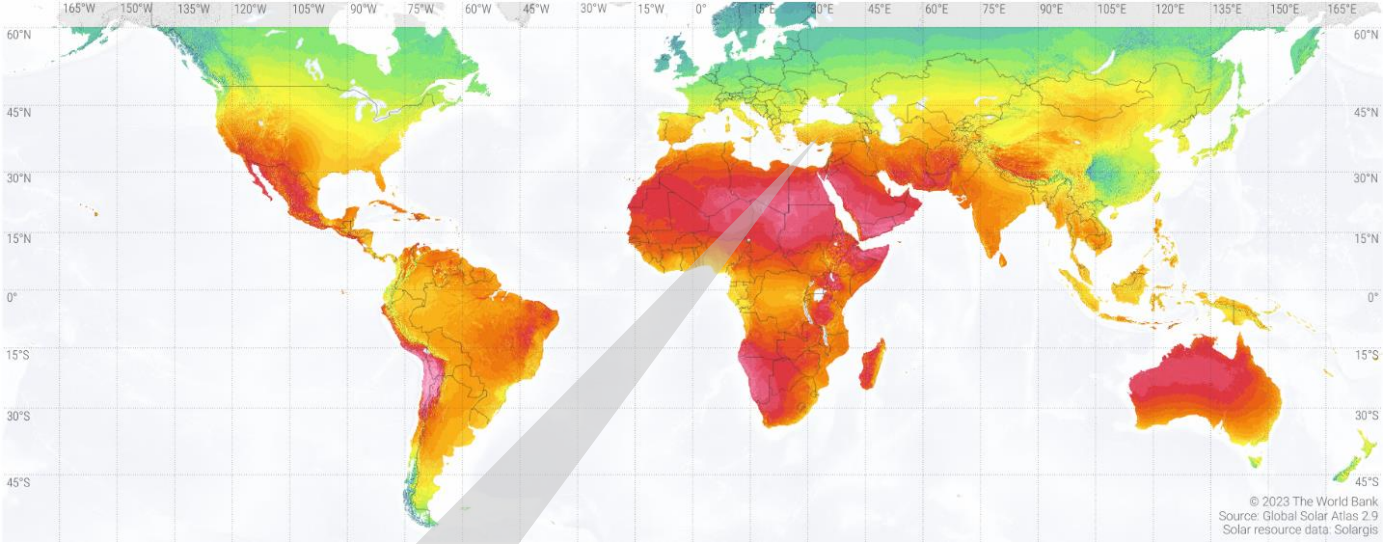 165°W 150°W 135°W 120°W 105°W 90°W 75°W 60°W 45°W 30°W 15°W 0° 15°E 30°E 45°E 60°E 75°E 90°E 105°E 120°E 135°E 150°E 165°E
60°N 60°N
45°N 45°N
30°N 30°N
15°N 15°N
0° 0°
15°S 15°S
30°S 30°S
45°S 45°S
© 2023 The World Bank
Source: Global Solar Atlas 2.9
Solar resource data: Solargis